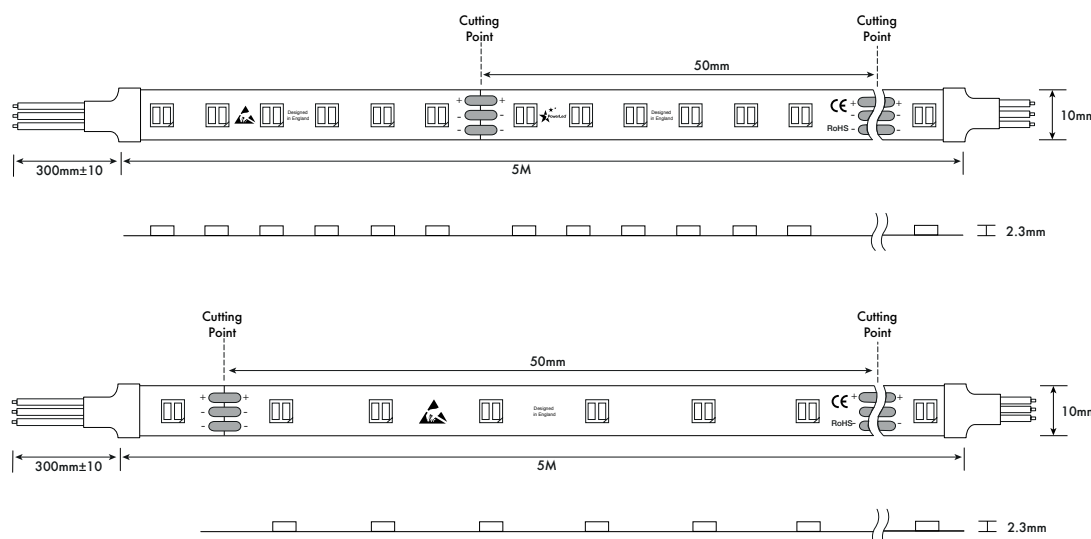 Cutting
Point
Cutting
Point
50mm
+ +
- -
- -
Designed
in England
PowerLed
Designed
in England
CE
RoHS
+ +
- -
- -
10mm
300mm±10
5M
2.3mm
Cutting
Point
Cutting
Point
50mm
+ +
- -
- -
Designed
in England
CE
RoHS
+ +
- -
- -
10mm
300mm±10
5M
2.3mm